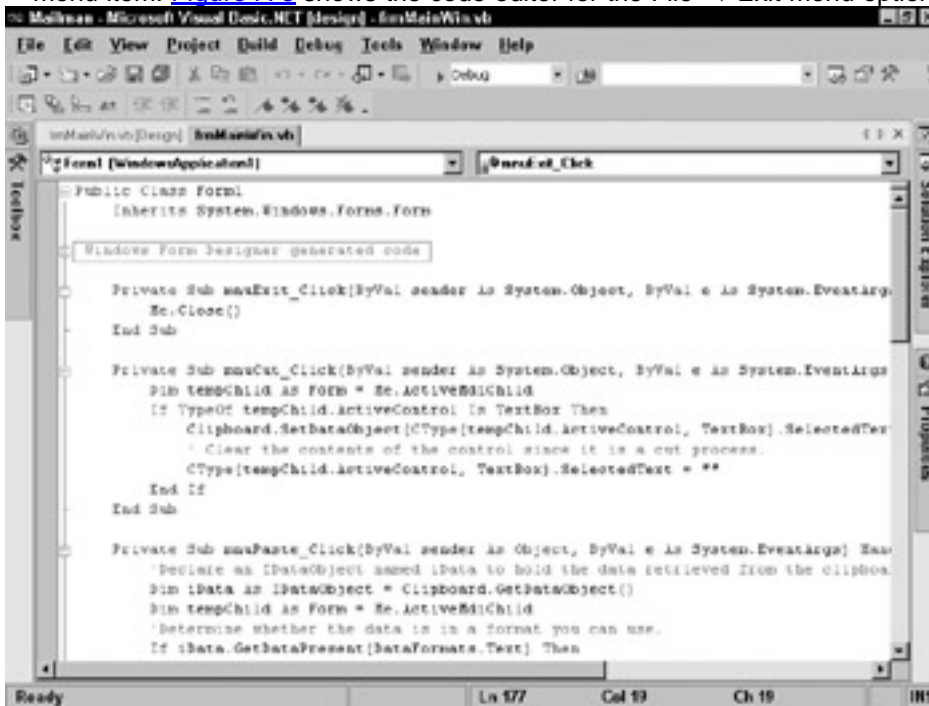 menu item. Figure 7. shows the code editor for the File -> Exit menu option
Mailman - Microsoft Visual Basic.NET [design] - frmMainWin.vb
File Edit View Project Build Debug Tools Window Help
Debug
frmMainWin.vb [Design] frmMainWin.vb
Form1 (WindowsApplication1) mnuExit_Click
Toolbox
Solution Explorer
Properties
Public Class Form1
Inherits System.Windows.Forms.Form
Windows Form Designer generated code
Private Sub mnuExit_Click(ByVal sender As System.Object, ByVal e As System.EventArgs
Me.Close()
End Sub
Private Sub mnuCut_Click(ByVal sender As System.Object, ByVal e As System.EventArgs
Dim tempChild As Form = Me.ActiveMdiChild
If TypeOf tempChild.ActiveControl Is TextBox Then
Clipboard.SetDataObject(CType(tempChild.ActiveControl, TextBox).SelectedTex
' Clear the contents of the control since it is a cut process.
CType(tempChild.ActiveControl, TextBox).SelectedText = ""
End If
End Sub
Private Sub mnuPaste_Click(ByVal sender As Object, ByVal e As System.EventArgs) Han
'Declare an IDataObject named iData to hold the data retrieved from the clipboa
Dim iData As IDataObject = Clipboard.GetDataObject()
Dim tempChild As Form = Me.ActiveMdiChild
'Determine whether the data is in a format you can use.
If iData.GetDataPresent(DataFormats.Text) Then
Ready Ln 177 Col 19 Ch 19 INS